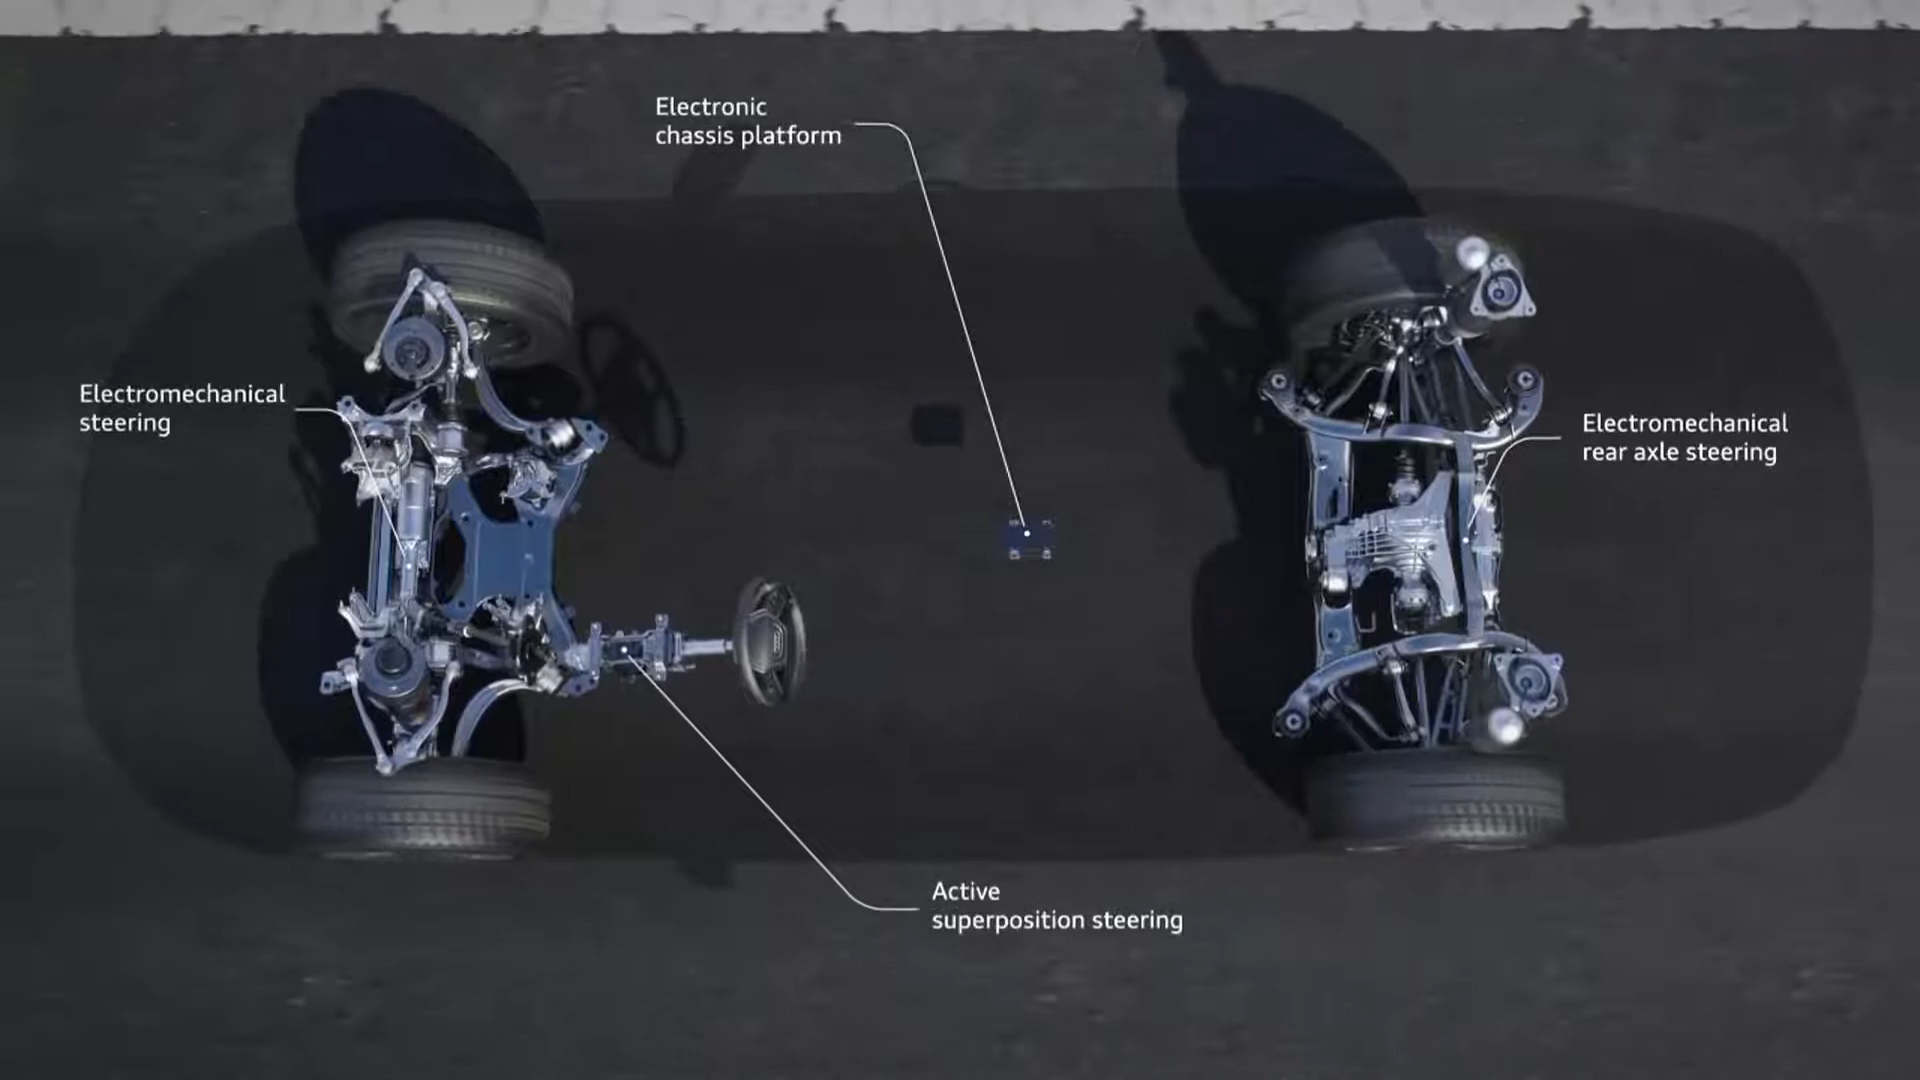 Electronic
chassis platform
Electromechanical
steering
Electromechanical
rear axle steering
Active
superposition steering